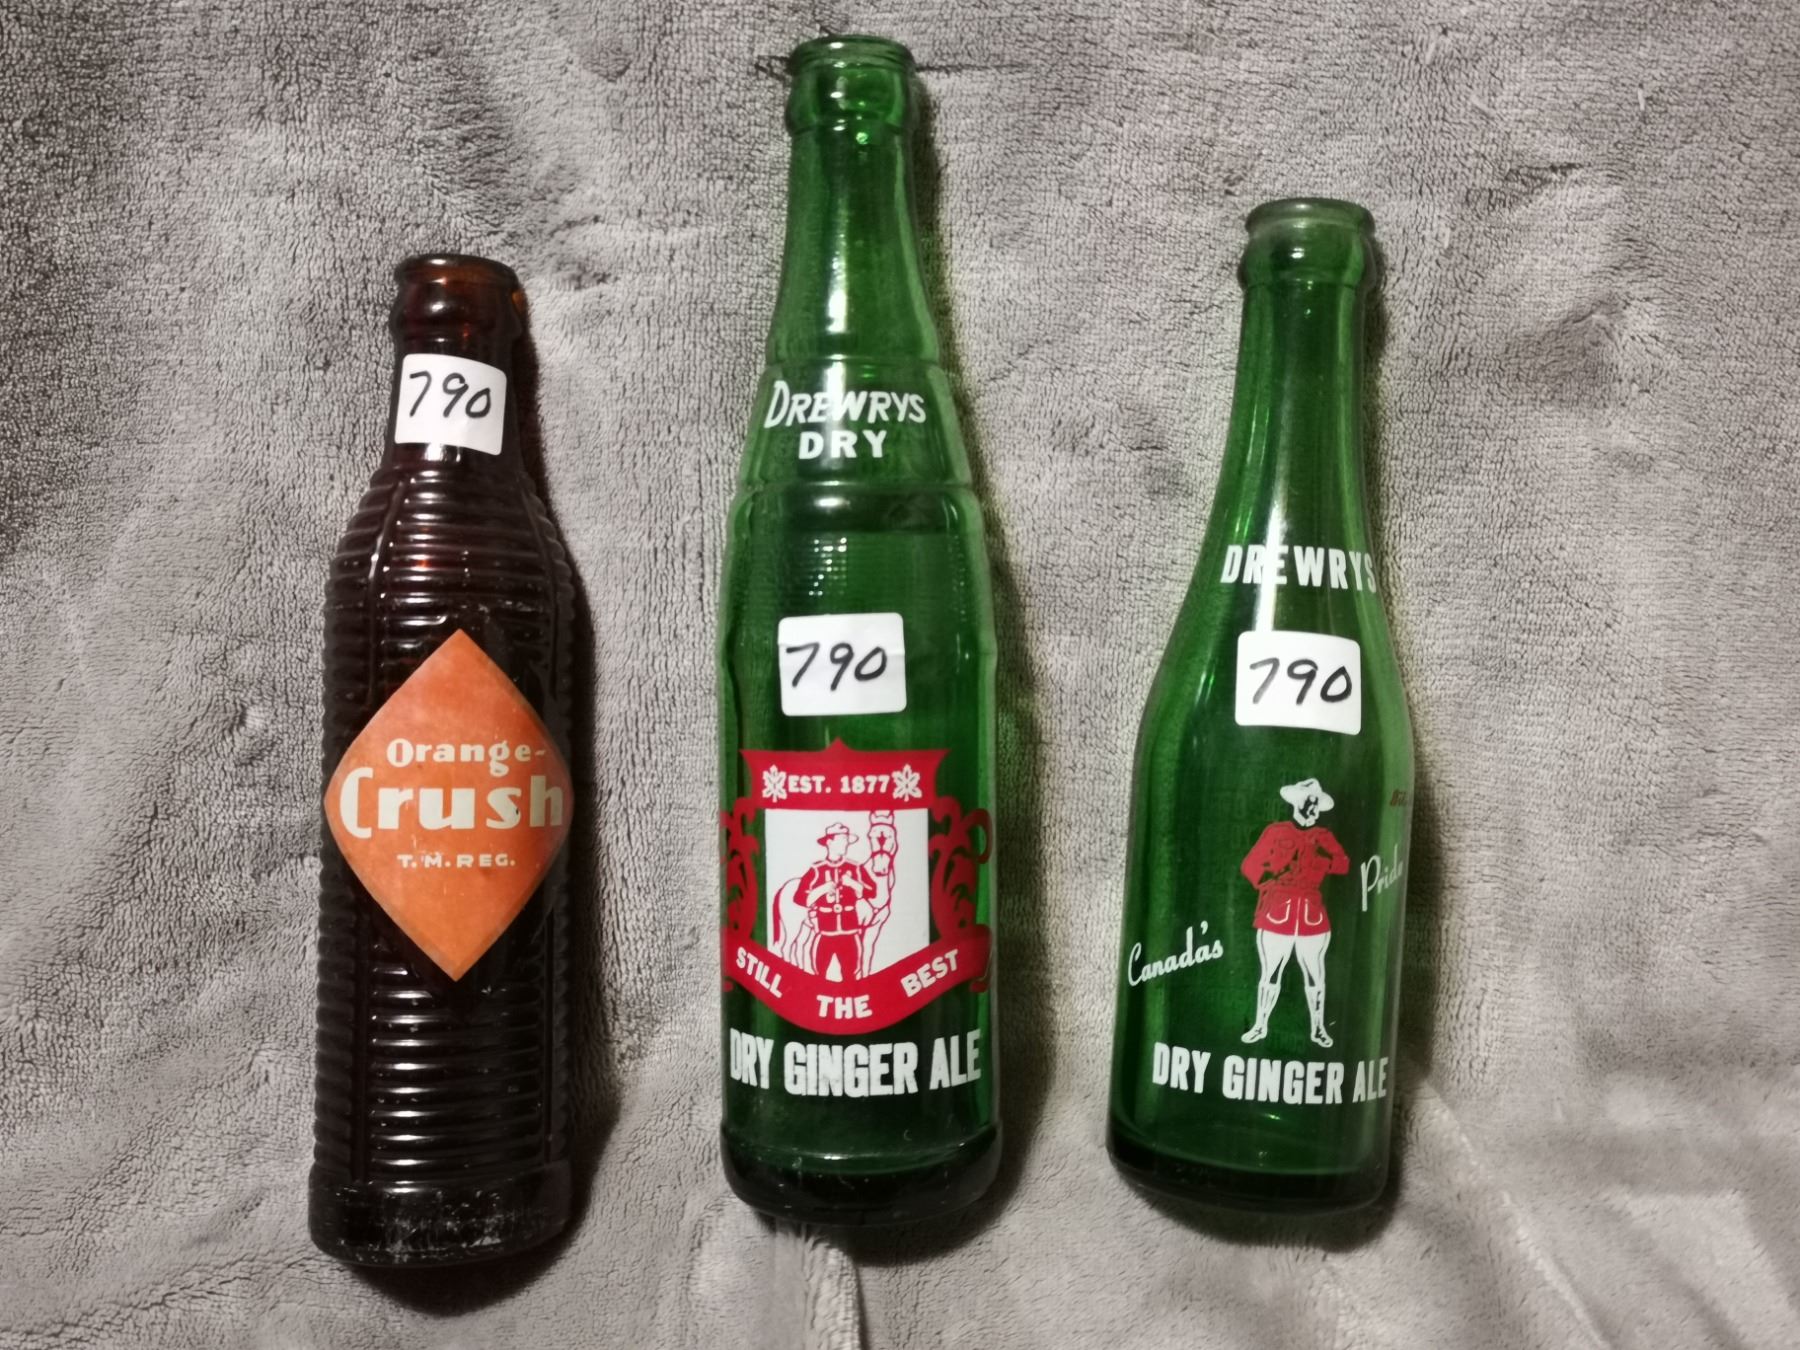 790
Orange-
Crush
T.M.REG.
DREWRYS
DRY
790
EST. 1877
STILL THE BEST
DRY GINGER ALE
DREWRYS
790
Canada's Pride
DRY GINGER ALE